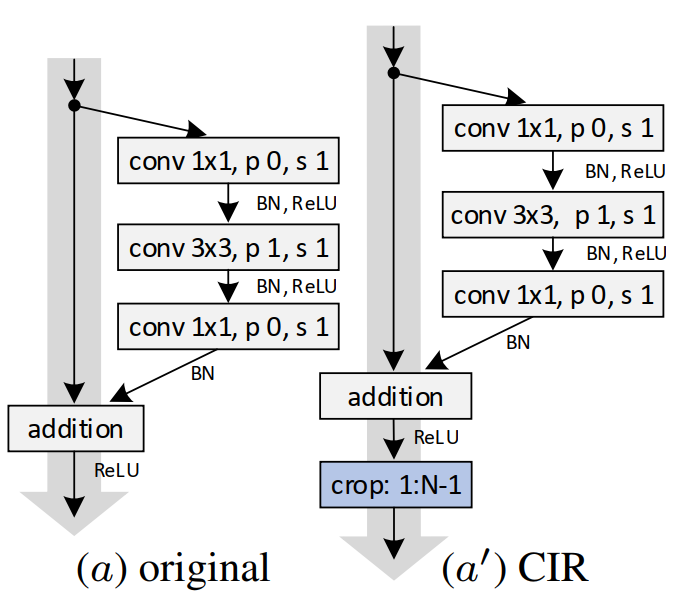 conv 1x1, p 0, s 1
BN, ReLU
conv 3x3, p 1, s 1
BN, ReLU
conv 1x1, p 0, s 1
BN
addition
ReLU
(a) original
conv 1x1, p 0, s 1
BN, ReLU
conv 3x3, p 1, s 1
BN, ReLU
conv 1x1, p 0, s 1
BN
addition
ReLU
crop: 1:N-1
(a′) CIR